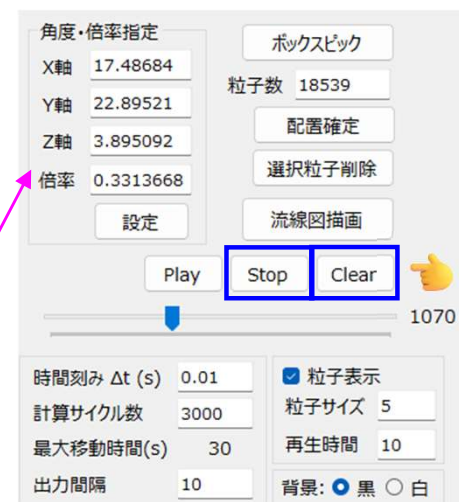 角度・倍率指定
X軸 17.48684
Y軸 22.89521
Z軸 3.895092
倍率 0.3313668
設定
ボックスピック
粒子数 18539
配置確定
選択粒子削除
流線図描画
Play Stop Clear
1070
時間刻み Δt (s) 0.01
計算サイクル数 3000
最大移動時間(s) 30
出力間隔 10
粒子表示
粒子サイズ 5
再生時間 10
背景: 黒 白